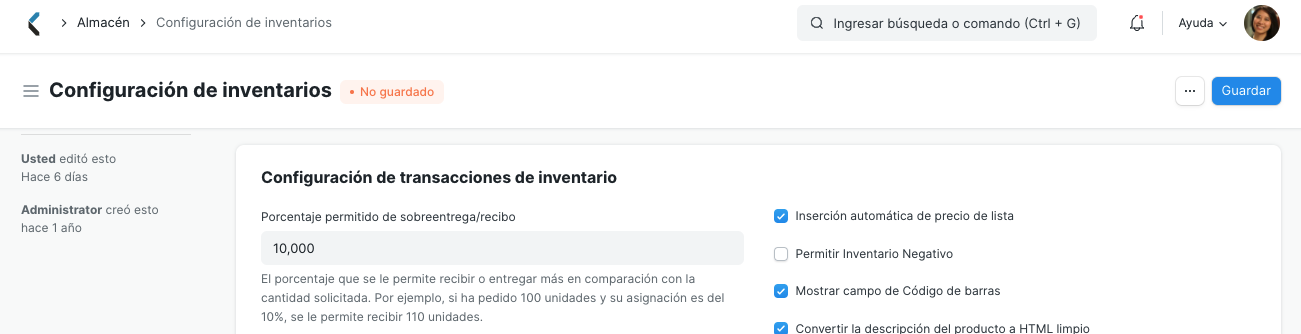 Almacén
Configuración de inventarios
Ingresar búsqueda o comando (Ctrl + G)
Ayuda
Configuración de inventarios
No guardado
...
Guardar
Usted editó esto
Hace 6 días
Administrator creó esto
hace 1 año
Configuración de transacciones de inventario
Porcentaje permitido de sobreentrega/recibo
10,000
El porcentaje que se le permite recibir o entregar más en comparación con la
cantidad solicitada. Por ejemplo, si ha pedido 100 unidades y su asignación es del
10%, se le permite recibir 110 unidades.
Inserción automática de precio de lista
Permitir Inventario Negativo
Mostrar campo de Código de barras
Convertir la descripción del producto a HTML limpio